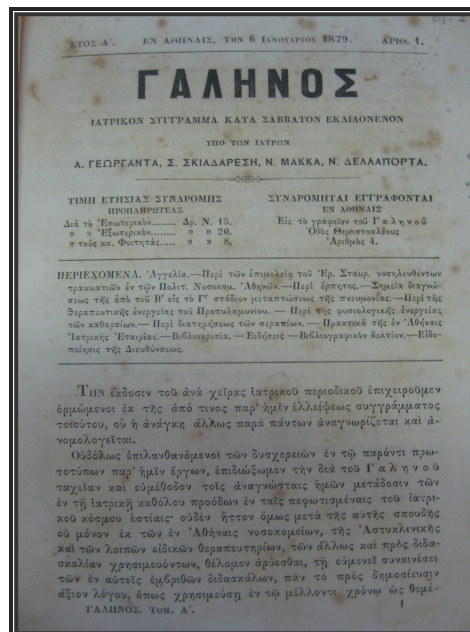 ΕΤΟΣ Α΄. ΕΝ ΑΘΗΝΑΙΣ, ΤΗΝ 6 ΙΑΝΟΥΑΡΙΟΥ 1879. ΑΡΙΘ. 1.
ΓΑΛΗΝΟΣ
ΙΑΤΡΙΚΟΝ ΣΥΓΓΡΑΜΜΑ ΚΑΤΑ ΣΑΒΒΑΤΟΝ ΕΚΔΙΔΟΝΕΝΟΝ
ΥΠΟ ΤΩΝ ΙΑΤΡΩΝ
Α. ΓΕΩΡΓΑΝΤΑ, Σ. ΣΚΙΑΔΑΡΕΣΗ, Ν. ΜΑΚΚΑ, Ν. ΔΕΛΛΑΠΟΡΤΑ.
ΤΙΜΗ ΕΤΗΣΙΑΣ ΣΥΝΔΡΟΜΗΣ
ΠΡΟΠΛΗΡΩΤΕΑΣ
Διὰ τὸ Ἐσωτερικὸν........ Δρ. Ν. 15.
» » Ἐξωτερικὸν........ » » 20.
» τοὺς κκ. Φοιτητάς..... » » 8.
ΣΥΝΔΡΟΜΗΤΑΙ ΕΓΓΡΑΦΟΝΤΑΙ
ΕΝ ΑΘΗΝΑΙΣ
Εἰς τὸ γραφεῖον τοῦ Γαληνοῦ
Ὁδὸς Θεμιστοκλέους
Ἀριθμὸς 4.
ΠΕΡΙΕΧΟΜΕΝΑ. Ἀγγελία.—Περὶ τῶν ἐπιμελείᾳ τοῦ Ἐρ. Σταυρ. νοσηλευθέντων
τραυματιῶν ἐν τῷ Πολιτ. Νοσοκομ. Ἀθηνῶν.—Περὶ ἕρπητος.—Σημεῖα διαγνώ-
σεως τῆς ἀπὸ τοῦ Β΄ εἰς τὸ Γ΄ στάδιον μεταπτώσεως τῆς πνευμονίας.—Περὶ τῆς
θεραπευτικῆς ἐνεργείας τοῦ Προπυλαμυνίου. — Περὶ τῆς φυσιολογικῆς ἐνεργείας
τῶν καθαρσίων.— Περὶ διατηρήσεως τῶν σεραπίων. — Πρακτικὰ τῆς ἐν Ἀθήναις
Ἰατρικῆς Ἑταιρίας.—Βιβλιοκρισία.—Εἰδήσεις.—Βιβλιογραφικὸν δελτίον.—Εἰδο-
ποίησις τῆς Διευθύνσεως.
ΤΗΝ ἔκδοσιν τοῦ ἀνὰ χεῖρας ἰατρικοῦ περιοδικοῦ ἐπιχειροῦμεν
ὁρμώμενοι ἐκ τῆς ἀπό τινος παρ' ἡμῖν ἐλλείψεως συγγράμματος
τοιούτου, οὗ ἡ ἀνάγκη ἄλλως παρὰ πάντων ἀναγνωρίζεται καὶ ἀ-
νομολογεῖται.
Οὐδόλως ἐπιλανθανόμενοι τῶν δυσχερειῶν ἐν τῷ παρόντι πρω-
τοτύπων παρ' ἡμῖν ἔργων, ἐπιδιώξωμεν τὴν διὰ τοῦ Γαληνοῦ
ταχεῖαν καὶ εὐμέθοδον τοῖς ἀναγνώσταις ἡμῶν μετάδοσιν τῶν
ἐν τῇ ἰατρικῇ καθόλου προόδων ἐν ταῖς πεφωτισμέναις τοῦ ἰατρι-
κοῦ κόσμου ἑστίαις· οὐδὲν ἧττον ὅμως μετὰ τῆς αὐτῆς σπουδῆς
οὐ μόνον ἐκ τῶν ἐν Ἀθήναις νοσοκομείων, τῆς Ἀστυκλινικῆς
καὶ τῶν λοιπῶν εἰδικῶν θεραπευτηρίων, τῶν ἄλλως καὶ πρὸς διδα-
σκαλίαν χρησιμευόντων, θέλομεν ἀρύεσθαι, τῇ εὐμενεῖ συναινέσει
τῶν ἐν αὐτοῖς ἐμβριθῶν διδασκάλων, πᾶν τὸ πρὸς δημοσίευσιν
ἄξιον λόγου, ὅπως χρησιμεύσῃ ἐν τῷ μέλλοντι χρόνῳ ὡς θεμέ-
ΓΑΛΗΝΟΣ. ΤΟΜ. Α΄. 1